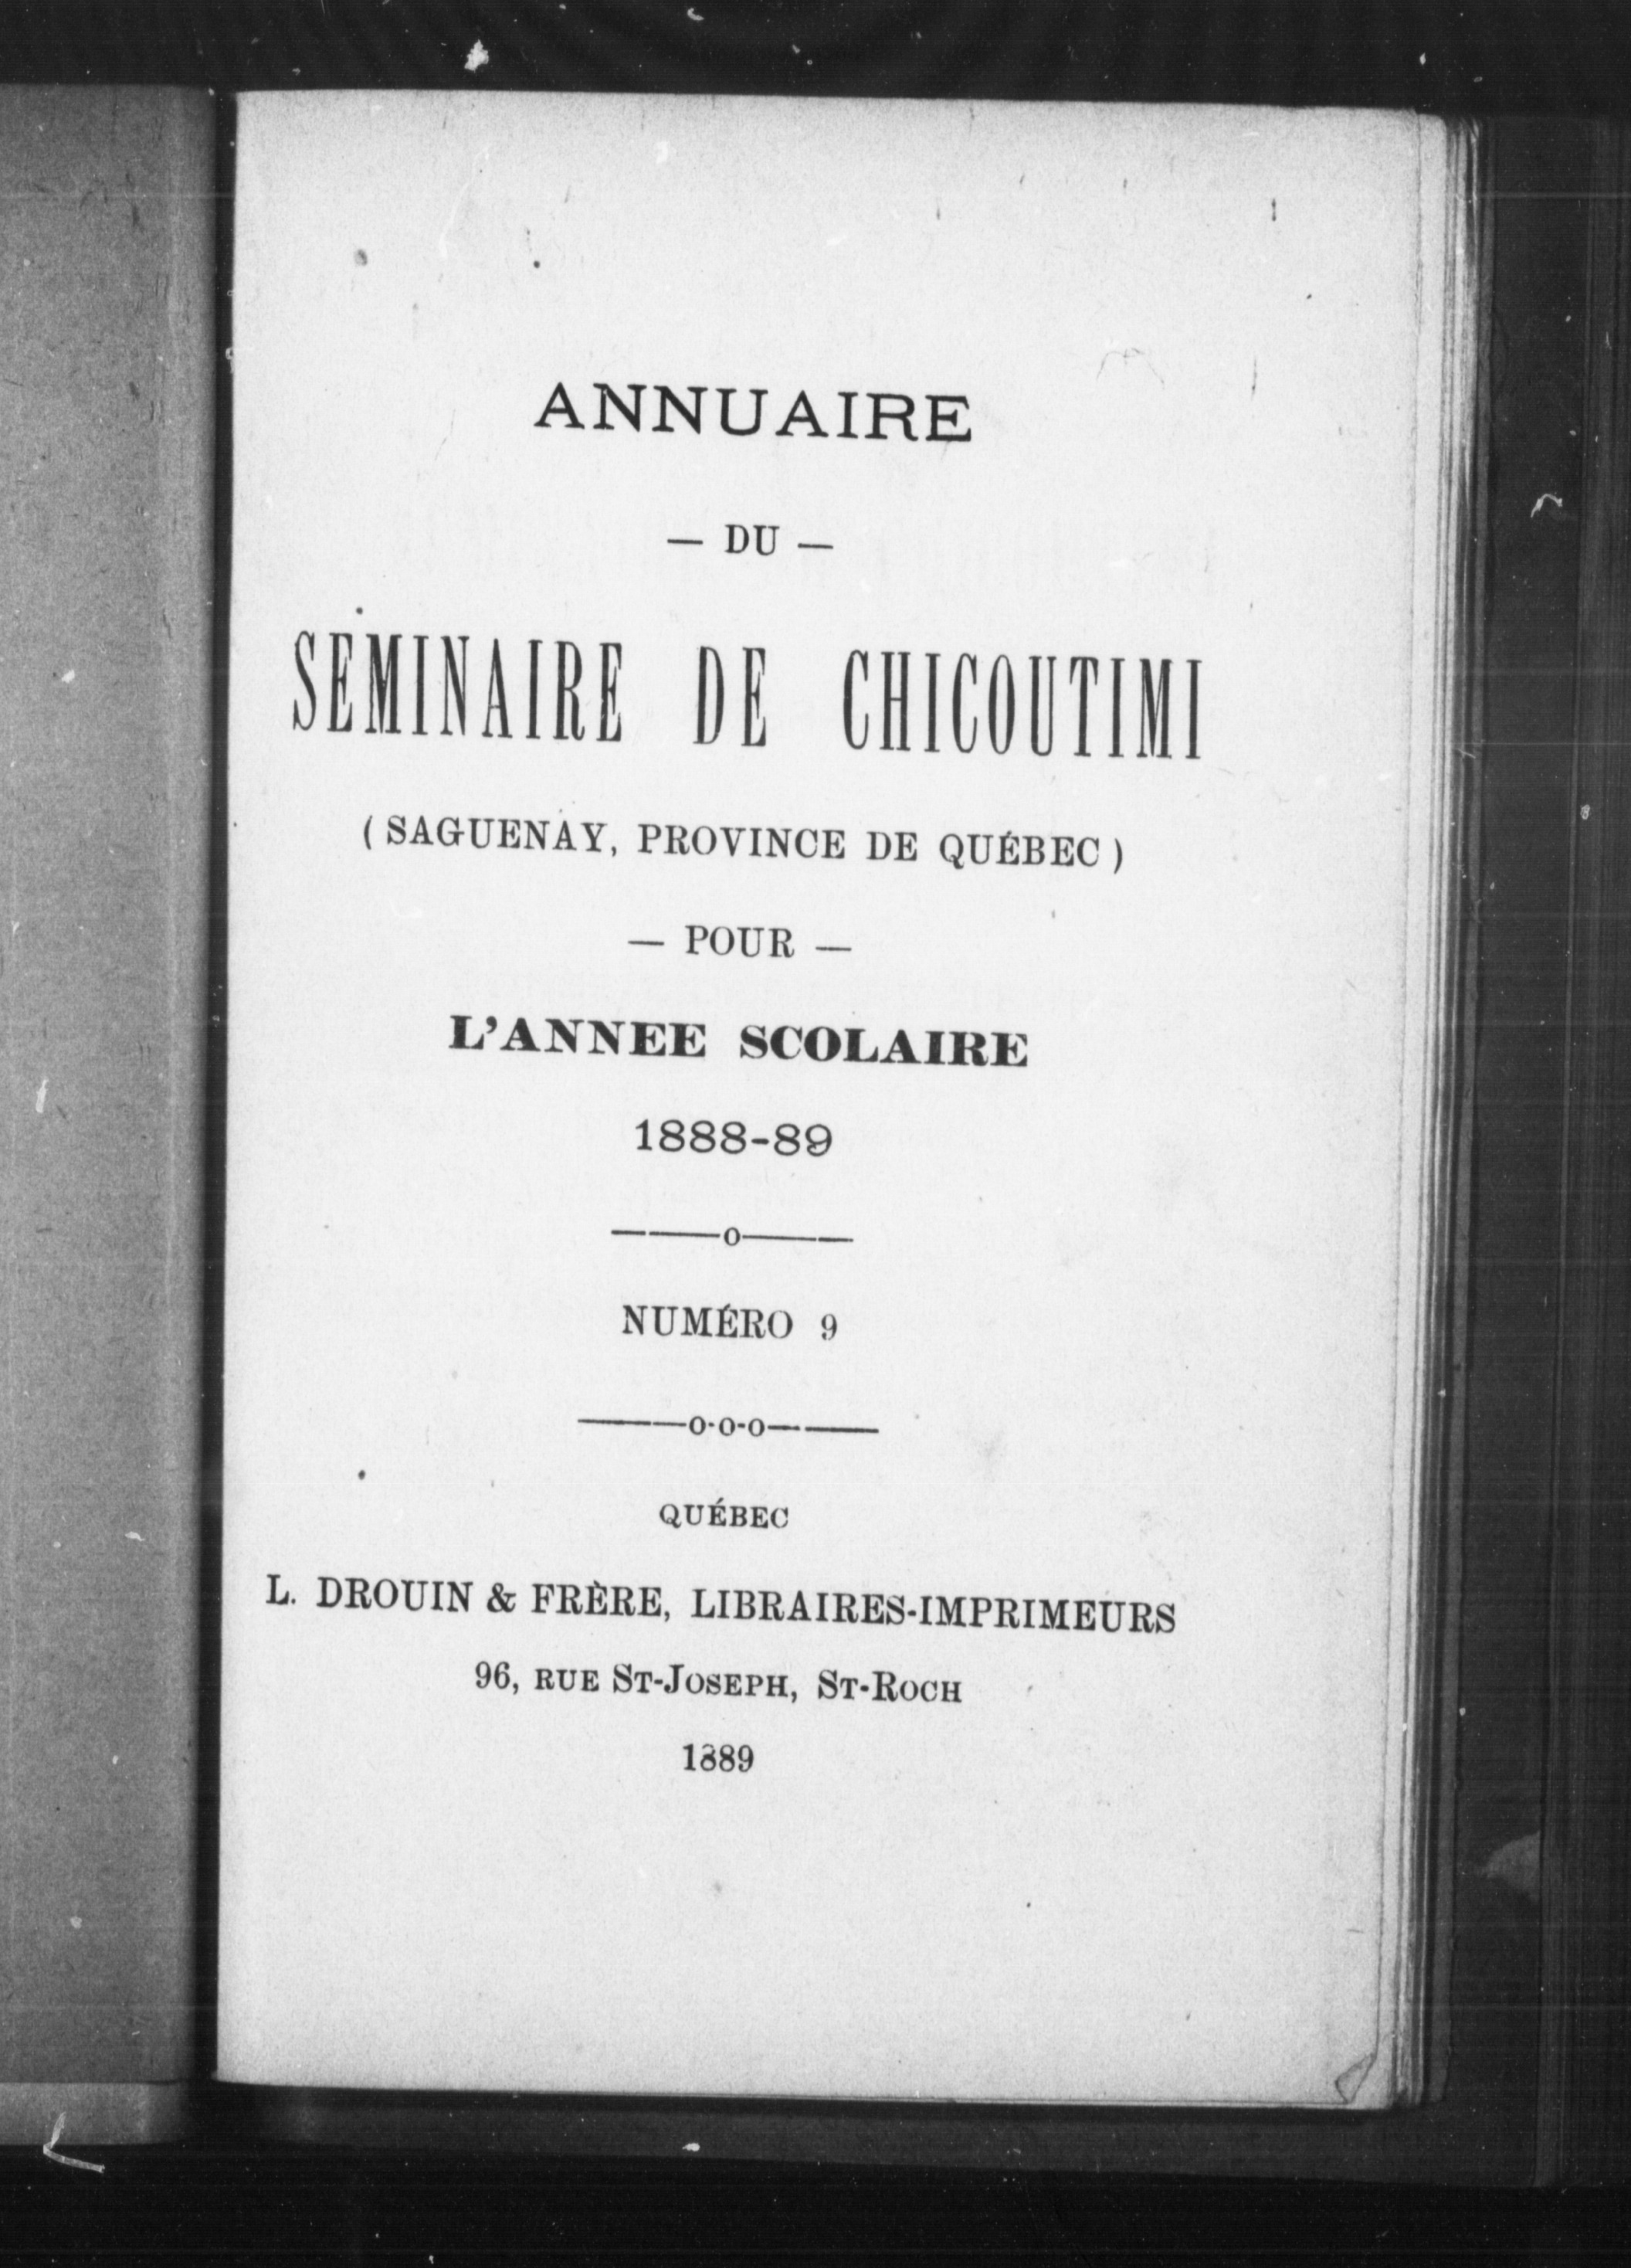 ANNUAIRE
— DU —
SEMINAIRE DE CHICOUTIMI
( SAGUENAY, PROVINCE DE QUÉBEC )
— POUR —
L'ANNEE SCOLAIRE
1888-89
———o———
NUMÉRO 9
———o-o-o———
QUÉBEC
L. DROUIN & FRÈRE, LIBRAIRES-IMPRIMEURS
96, RUE ST-JOSEPH, ST-ROCH
1889